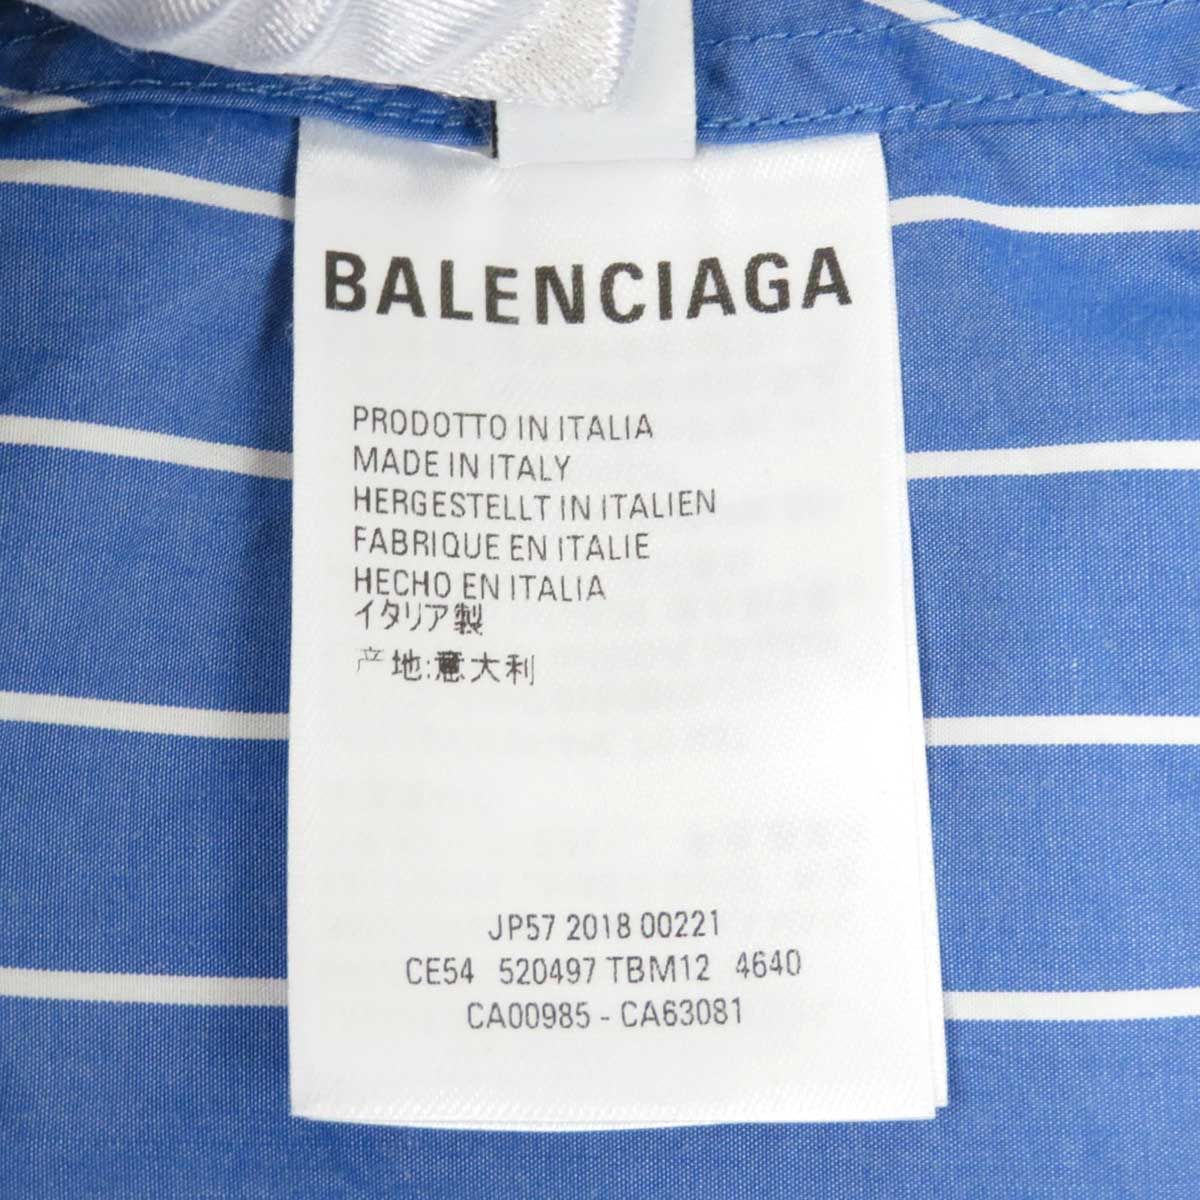 BALENCIAGA
PRODOTTO IN ITALIA
MADE IN ITALY
HERGESTELLT IN ITALIEN
FABRIQUE EN ITALIE
HECHO EN ITALIA
イタリア製
产地:意大利
JP57 2018 00221
CE54 520497 TBM12 4640
CA00985 - CA63081